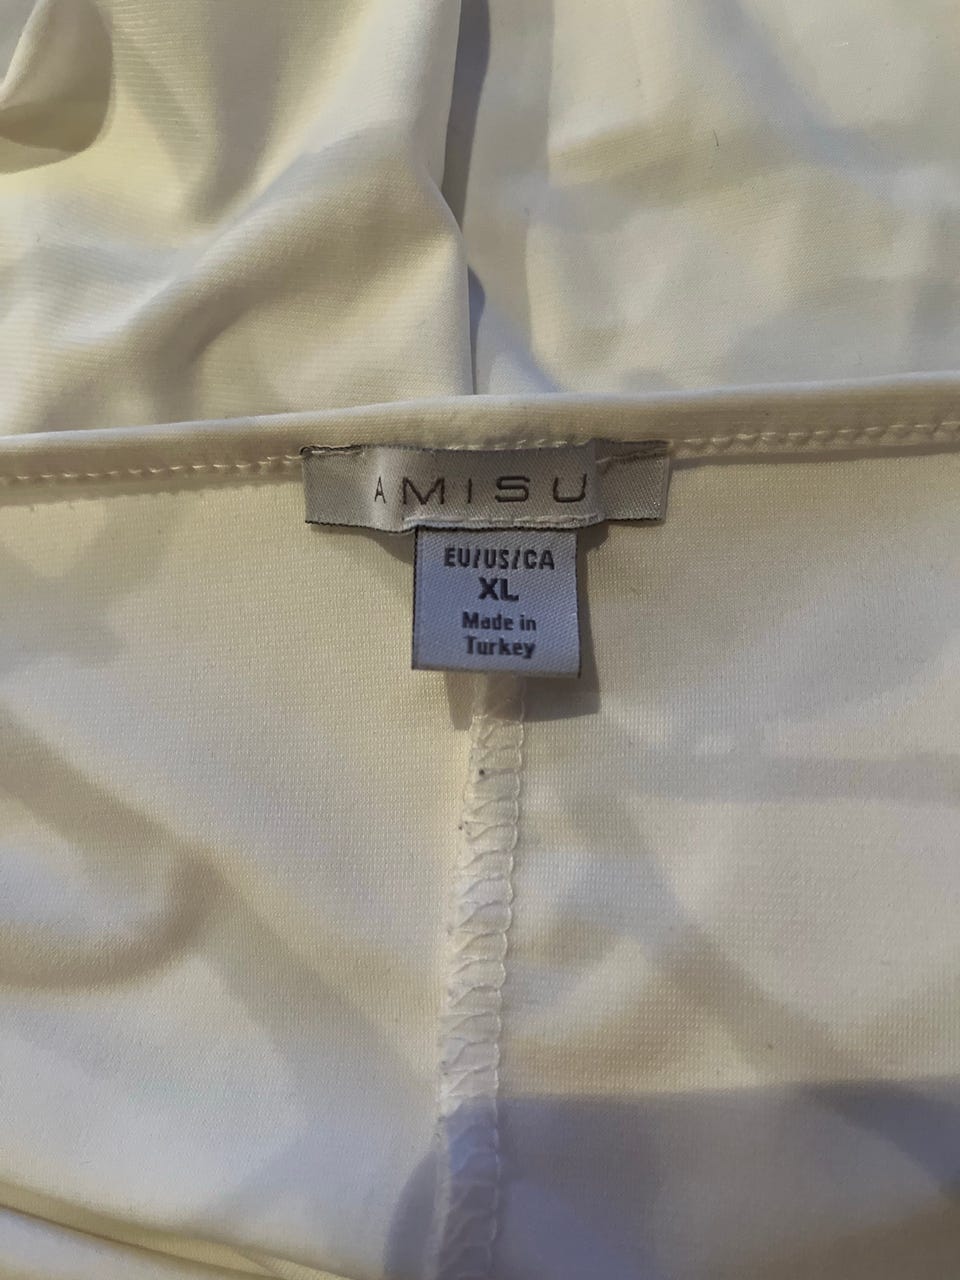 AMISU
EU/US/CA
XL
Made in
Turkey